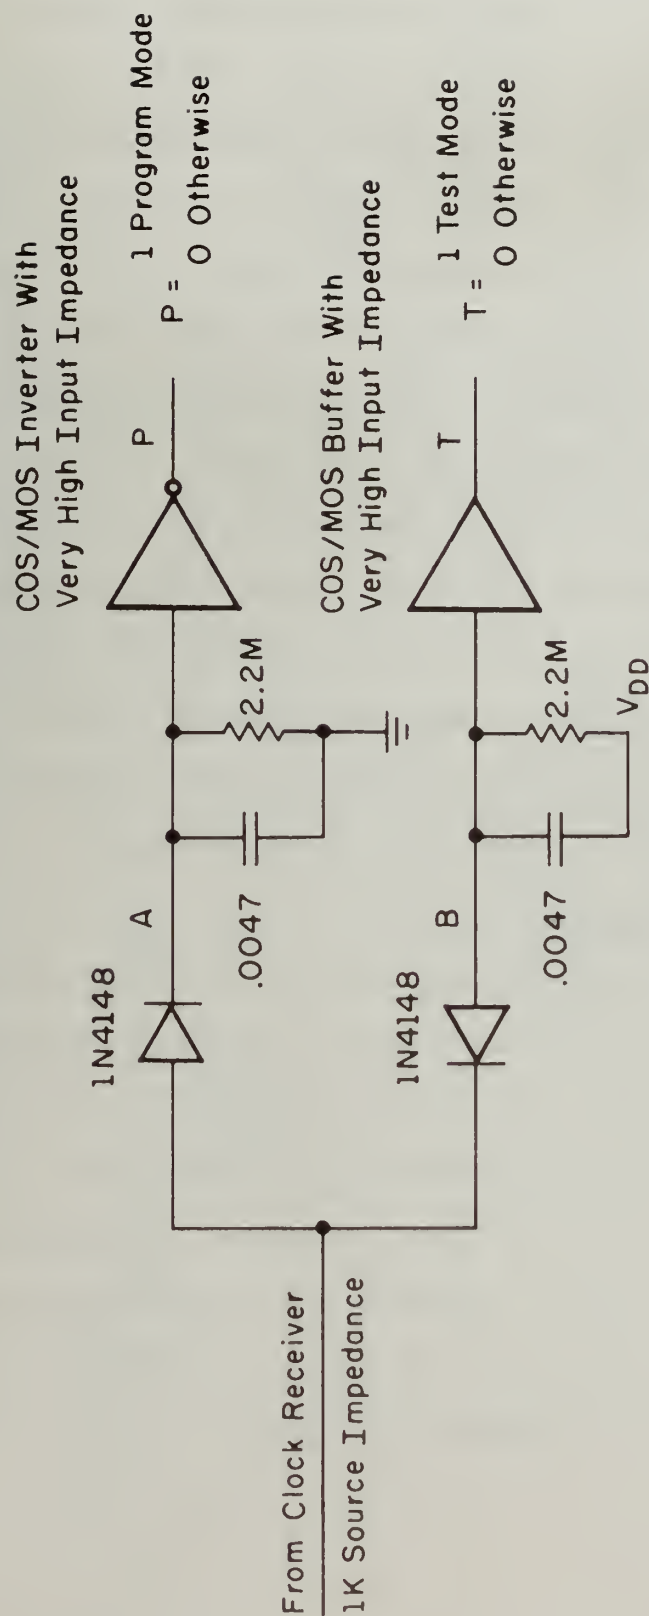 COS/MOS Inverter With
Very High Input Impedance
1N4148
A
P
P = 1 Program Mode
0 Otherwise
.0047
2.2M
From Clock Receiver
1K Source Impedance
COS/MOS Buffer With
Very High Input Impedance
1N4148
B
T
T = 1 Test Mode
0 Otherwise
.0047
2.2M
VDD